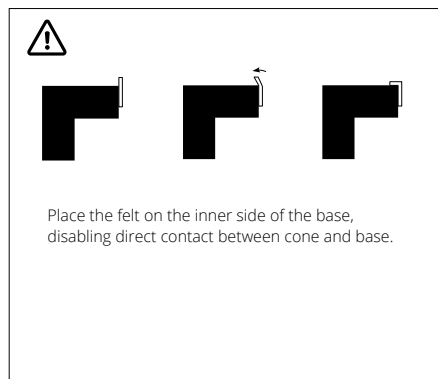 Place the felt on the inner side of the base,
disabling direct contact between cone and base.